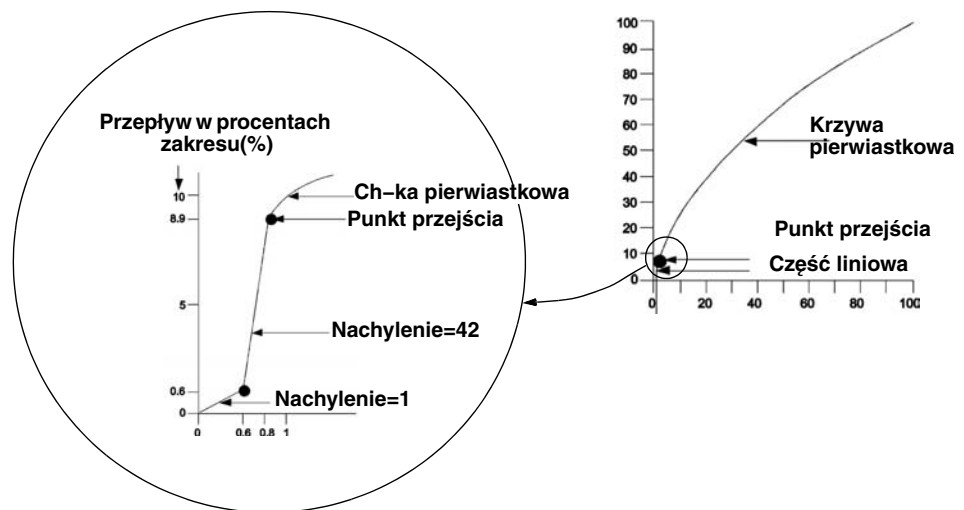 Przepływ w procentach
zakresu(%)
10
8.9
5
0.6
0
0 0.6 0.8 1
Ch–ka pierwiastkowa
Punkt przejścia
Nachylenie=42
Nachylenie=1
100
90
80
70
60
50
40
30
20
10
0
0 20 40 60 80 100
Krzywa
pierwiastkowa
Punkt przejścia
Część liniowa